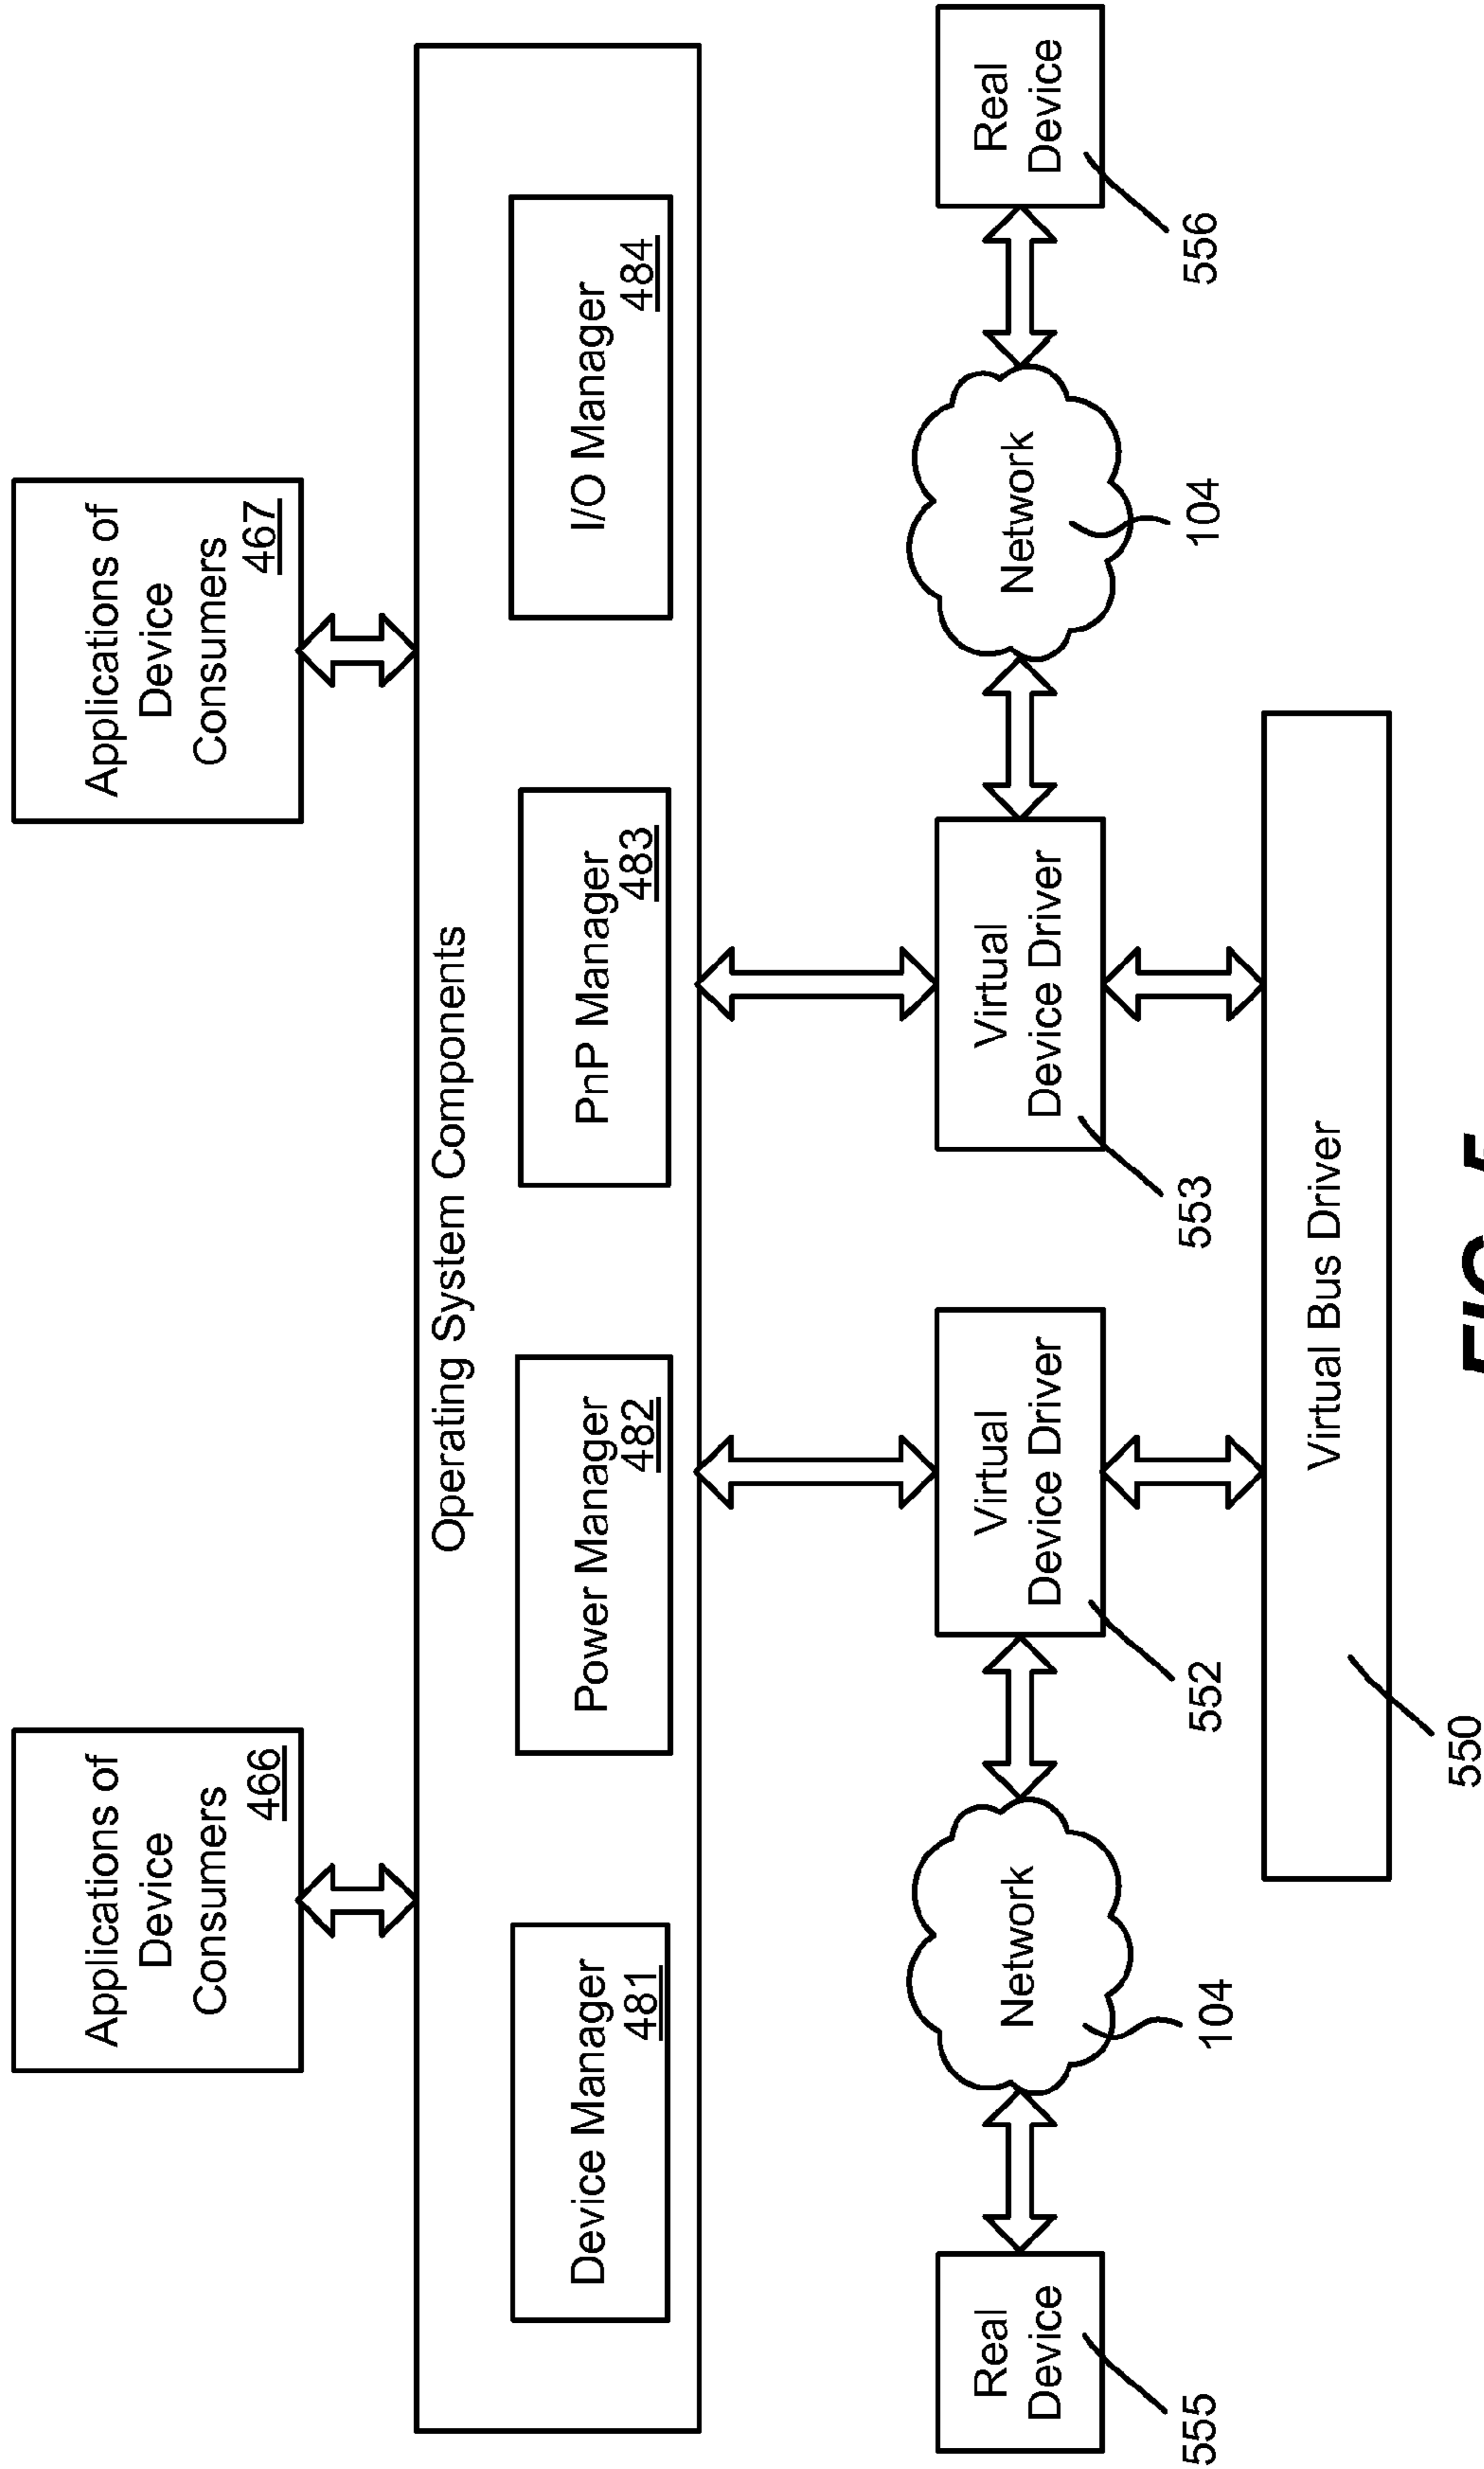 Applications of
Device
Consumers
466
Applications of
Device
Consumers
467
Operating System Components
Device Manager
481
Power Manager
482
PnP Manager
483
I/O Manager
484
Real
Device
555
Network
104
Virtual
Device Driver
552
Virtual
Device Driver
553
Network
104
Real
Device
556
Virtual Bus Driver
550